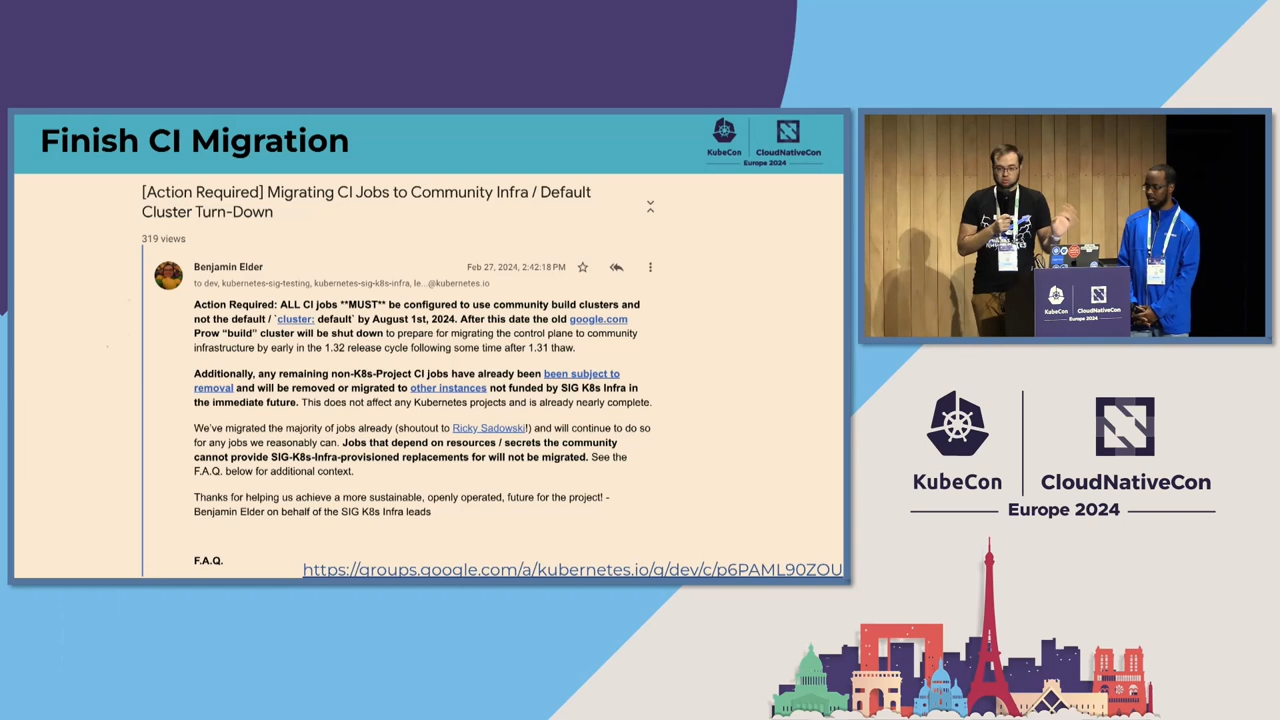 Finish CI Migration
KubeCon
CloudNativeCon
Europe 2024
[Action Required] Migrating CI Jobs to Community Infra / Default
Cluster Turn-Down
319 views
Benjamin Elder
Feb 27, 2024, 2:42:18 PM
to dev, kubernetes-sig-testing, kubernetes-sig-k8s-infra, le...@kubernetes.io
Action Required: ALL CI jobs **MUST** be configured to use community build clusters and
not the default / `cluster: default` by August 1st, 2024. After this date the old google.com
Prow “build” cluster will be shut down to prepare for migrating the control plane to community
infrastructure by early in the 1.32 release cycle following some time after 1.31 thaw.
Additionally, any remaining non-K8s-Project CI jobs have already been been subject to
removal and will be removed or migrated to other instances not funded by SIG K8s Infra in
the immediate future. This does not affect any Kubernetes projects and is already nearly complete.
We've migrated the majority of jobs already (shoutout to Ricky Sadowski!) and will continue to do so
for any jobs we reasonably can. Jobs that depend on resources / secrets the community
cannot provide SIG-K8s-Infra-provisioned replacements for will not be migrated. See the
F.A.Q. below for additional context.
Thanks for helping us achieve a more sustainable, openly operated, future for the project! -
Benjamin Elder on behalf of the SIG K8s Infra leads
F.A.Q.
https://groups.google.com/a/kubernetes.io/g/dev/c/p6PAML90ZOU
KubeCon
CloudNativeCon
Europe 2024
KubeCon
CloudNativeCon
Europe 2024